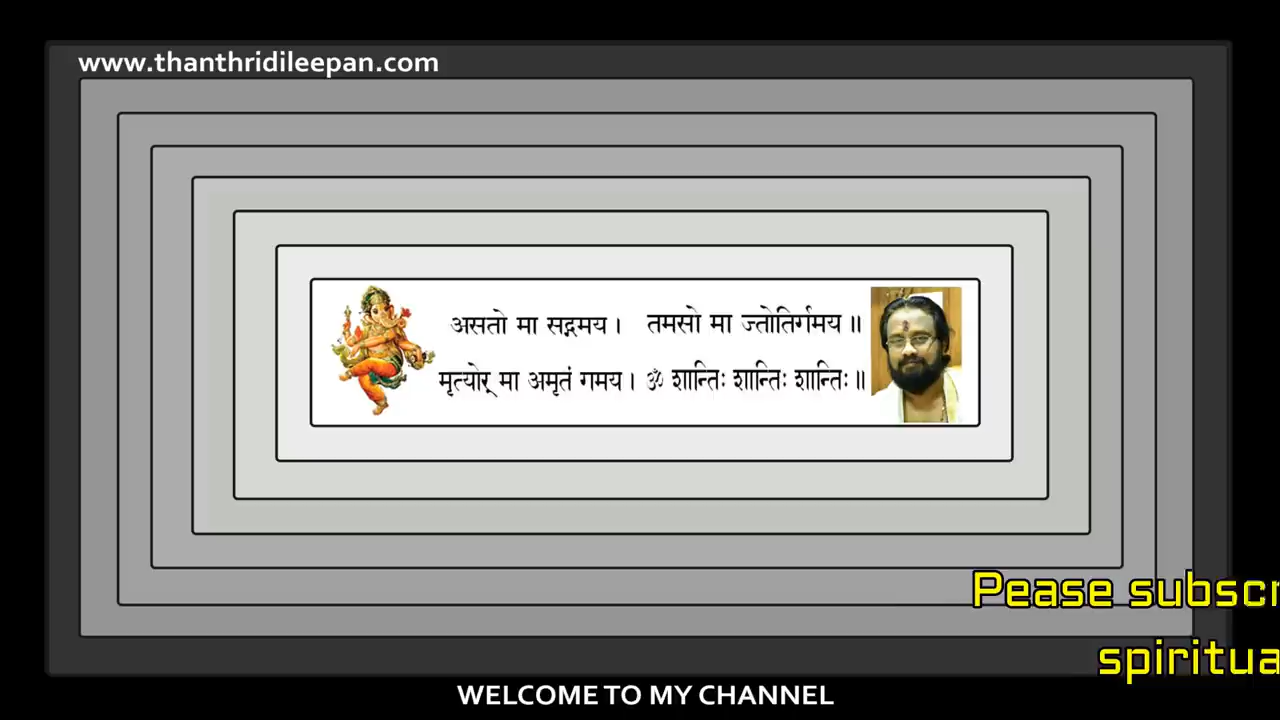 www.thanthridileepan.com
असतो मा सद्गमय। तमसो मा ज्तोतिर्गमय॥
मृत्योर् मा अमृतं गमय। ॐ शान्तिः शान्तिः शान्तिः॥
Pease
WELCOME TO MY CHANNEL